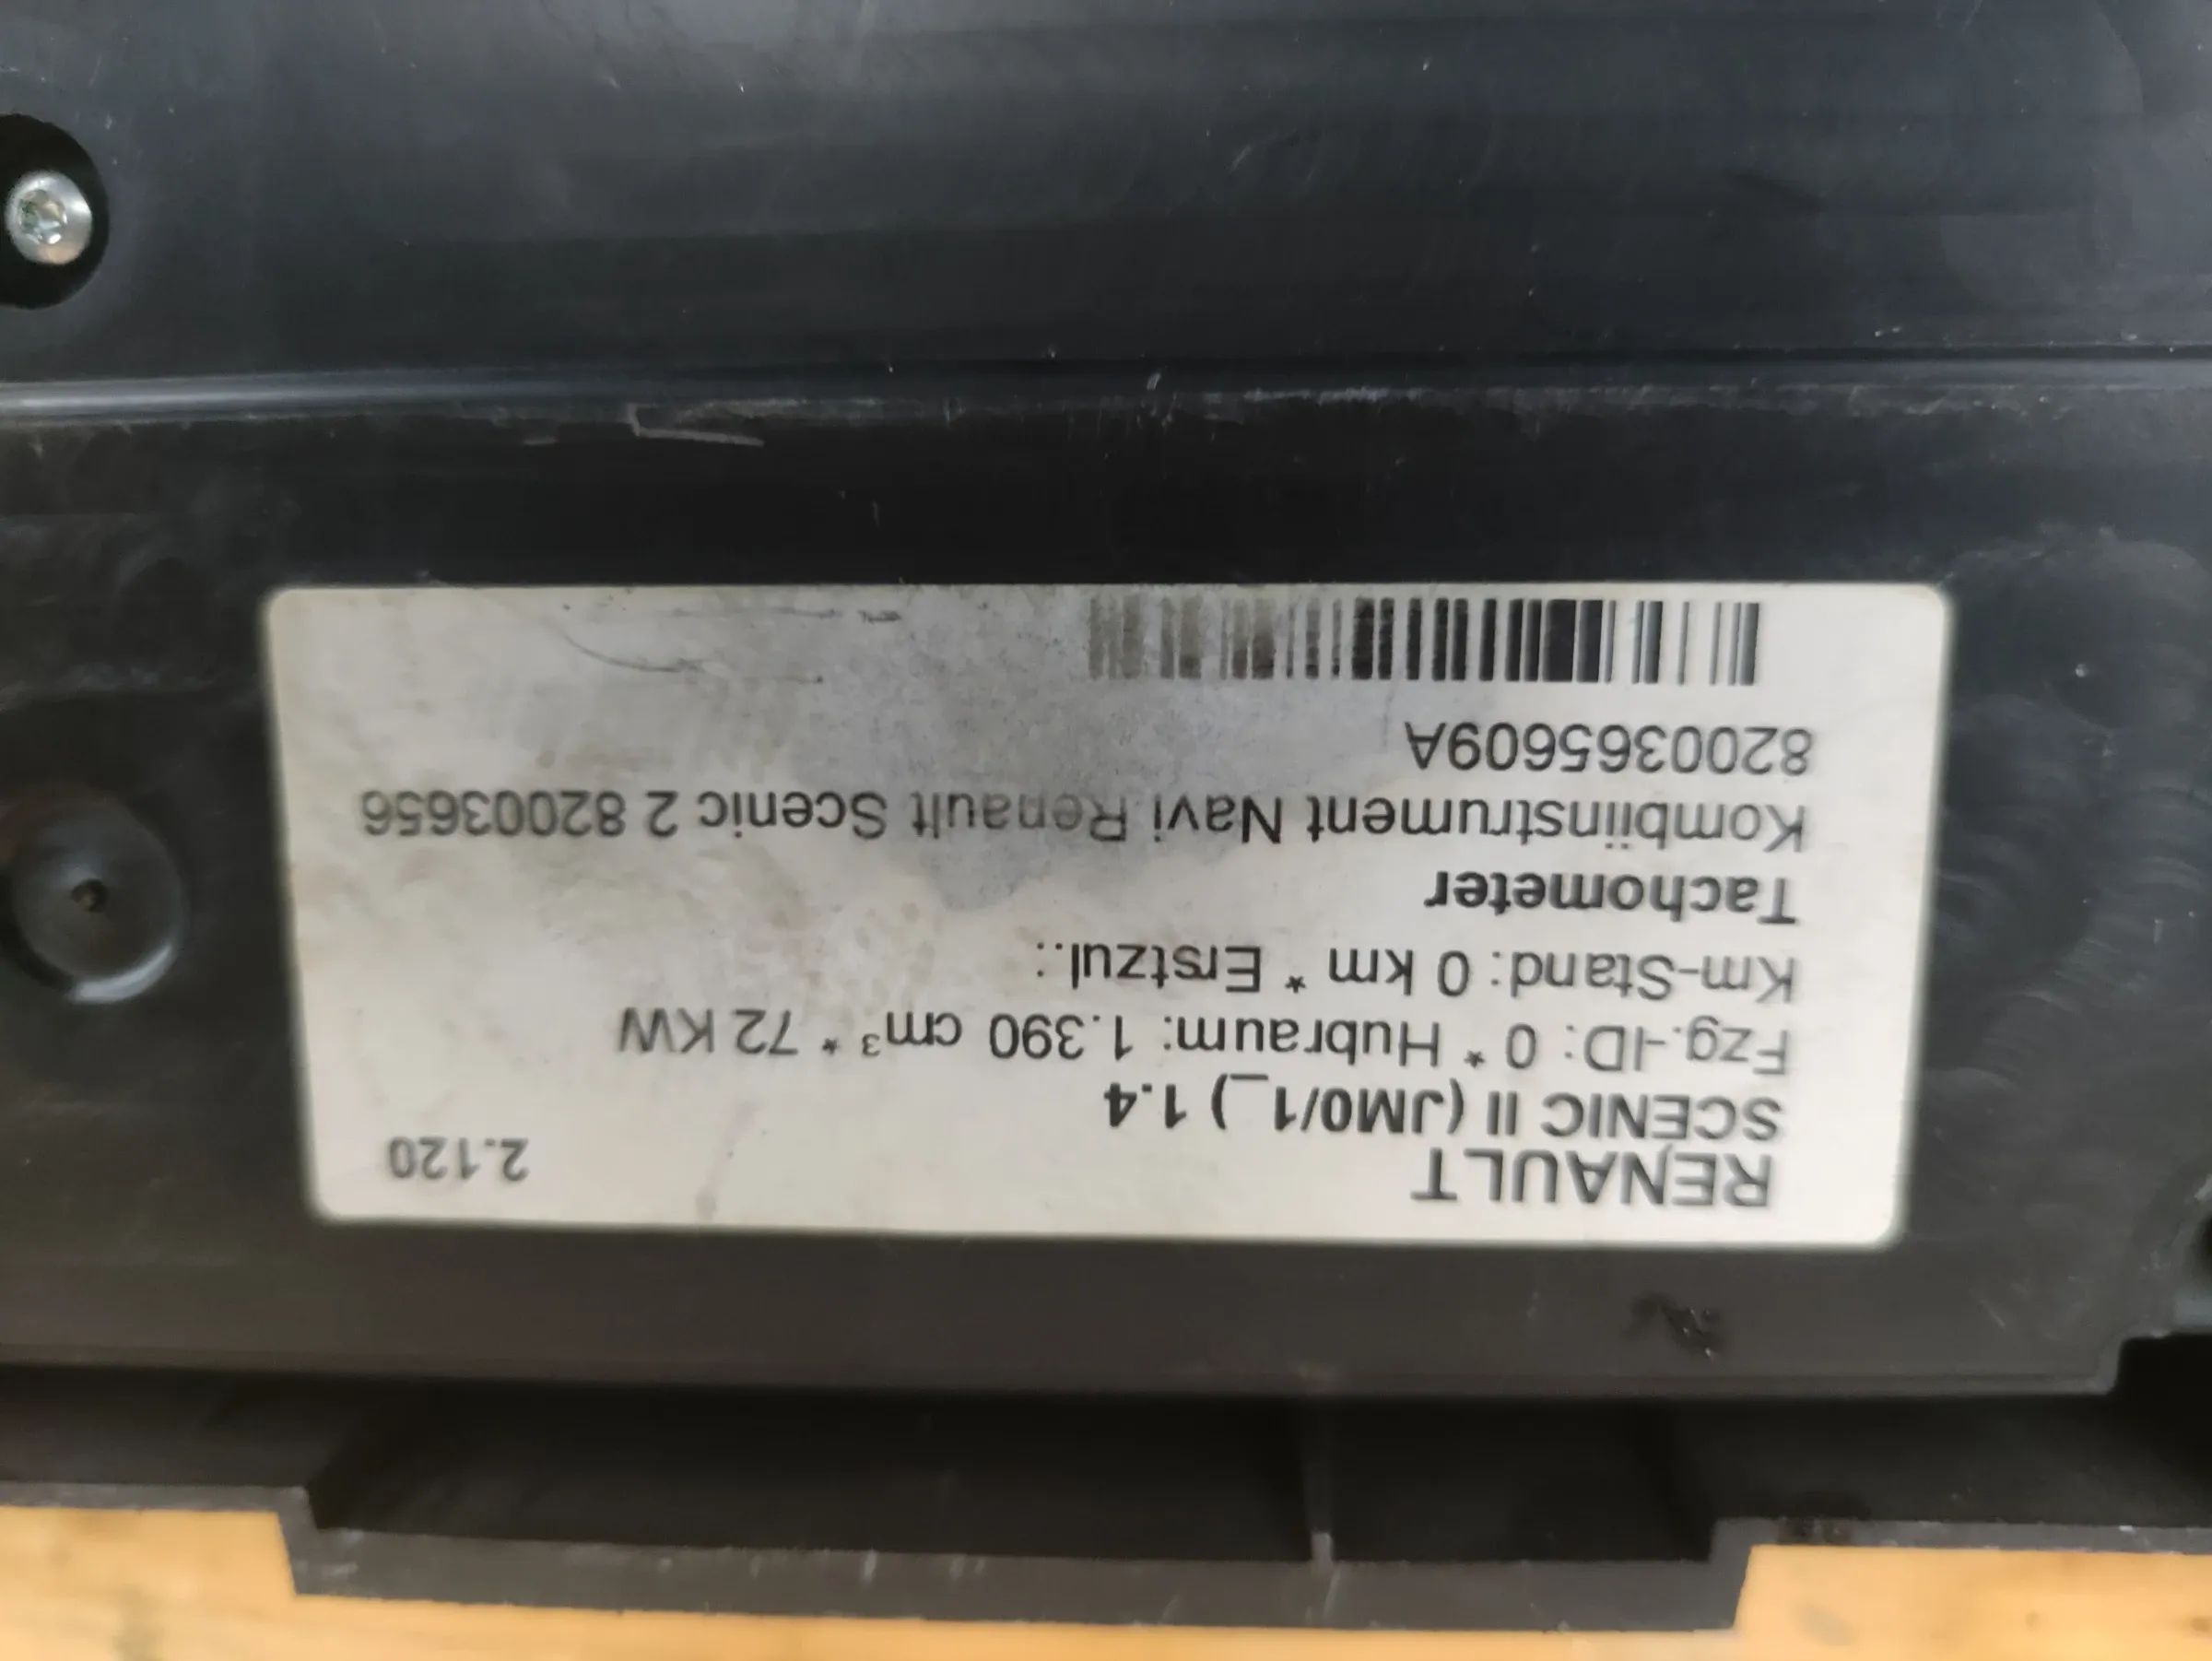 RENAULT
2.120
SCENIC II (JM0/1_) 1.4
Fzg.-ID: 0 * Hubraum: 1.390 cm³ * 72 KW
Km-Stand: 0 km * Erstzul.:
Tachometer
Kombiinstrument Navi Renault Scenic 2 82003656
8200365609A